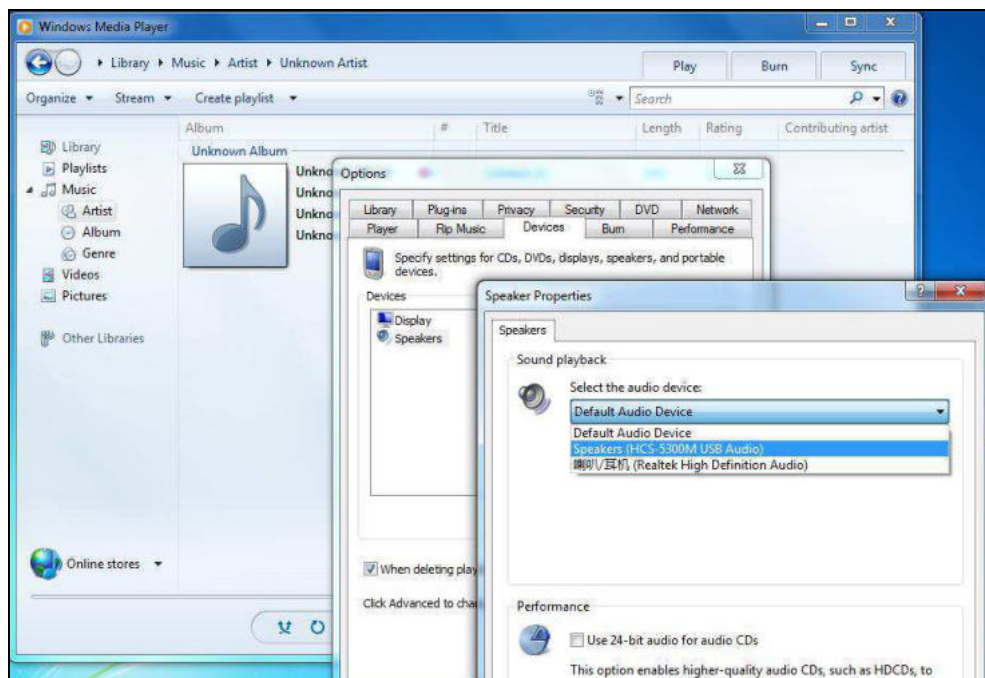 Windows Media Player
Library Music Artist Unknown Artist
Play Burn Sync
Organize Stream Create playlist
Search
Album # Title Length Rating Contributing artist
Library
Playlists
Music
Artist
Album
Genre
Videos
Pictures
Other Libraries
Online stores
Unknown Album
Unkno
Unkno
Unkno
Unkno
Options
Library Plug-ins Privacy Security DVD Network
Player Rip Music Devices Burn Performance
Specify settings for CDs, DVDs, displays, speakers, and portable
devices.
Devices
Display
Speakers
When deleting play
Click Advanced to cha
Speaker Properties
Speakers
Sound playback
Select the audio device:
Default Audio Device
Default Audio Device
Speakers (HCS-5300M USB Audio)
喇叭/耳机 (Realtek High Definition Audio)
Performance
Use 24-bit audio for audio CDs
This option enables higher-quality audio CDs, such as HDCDs, to